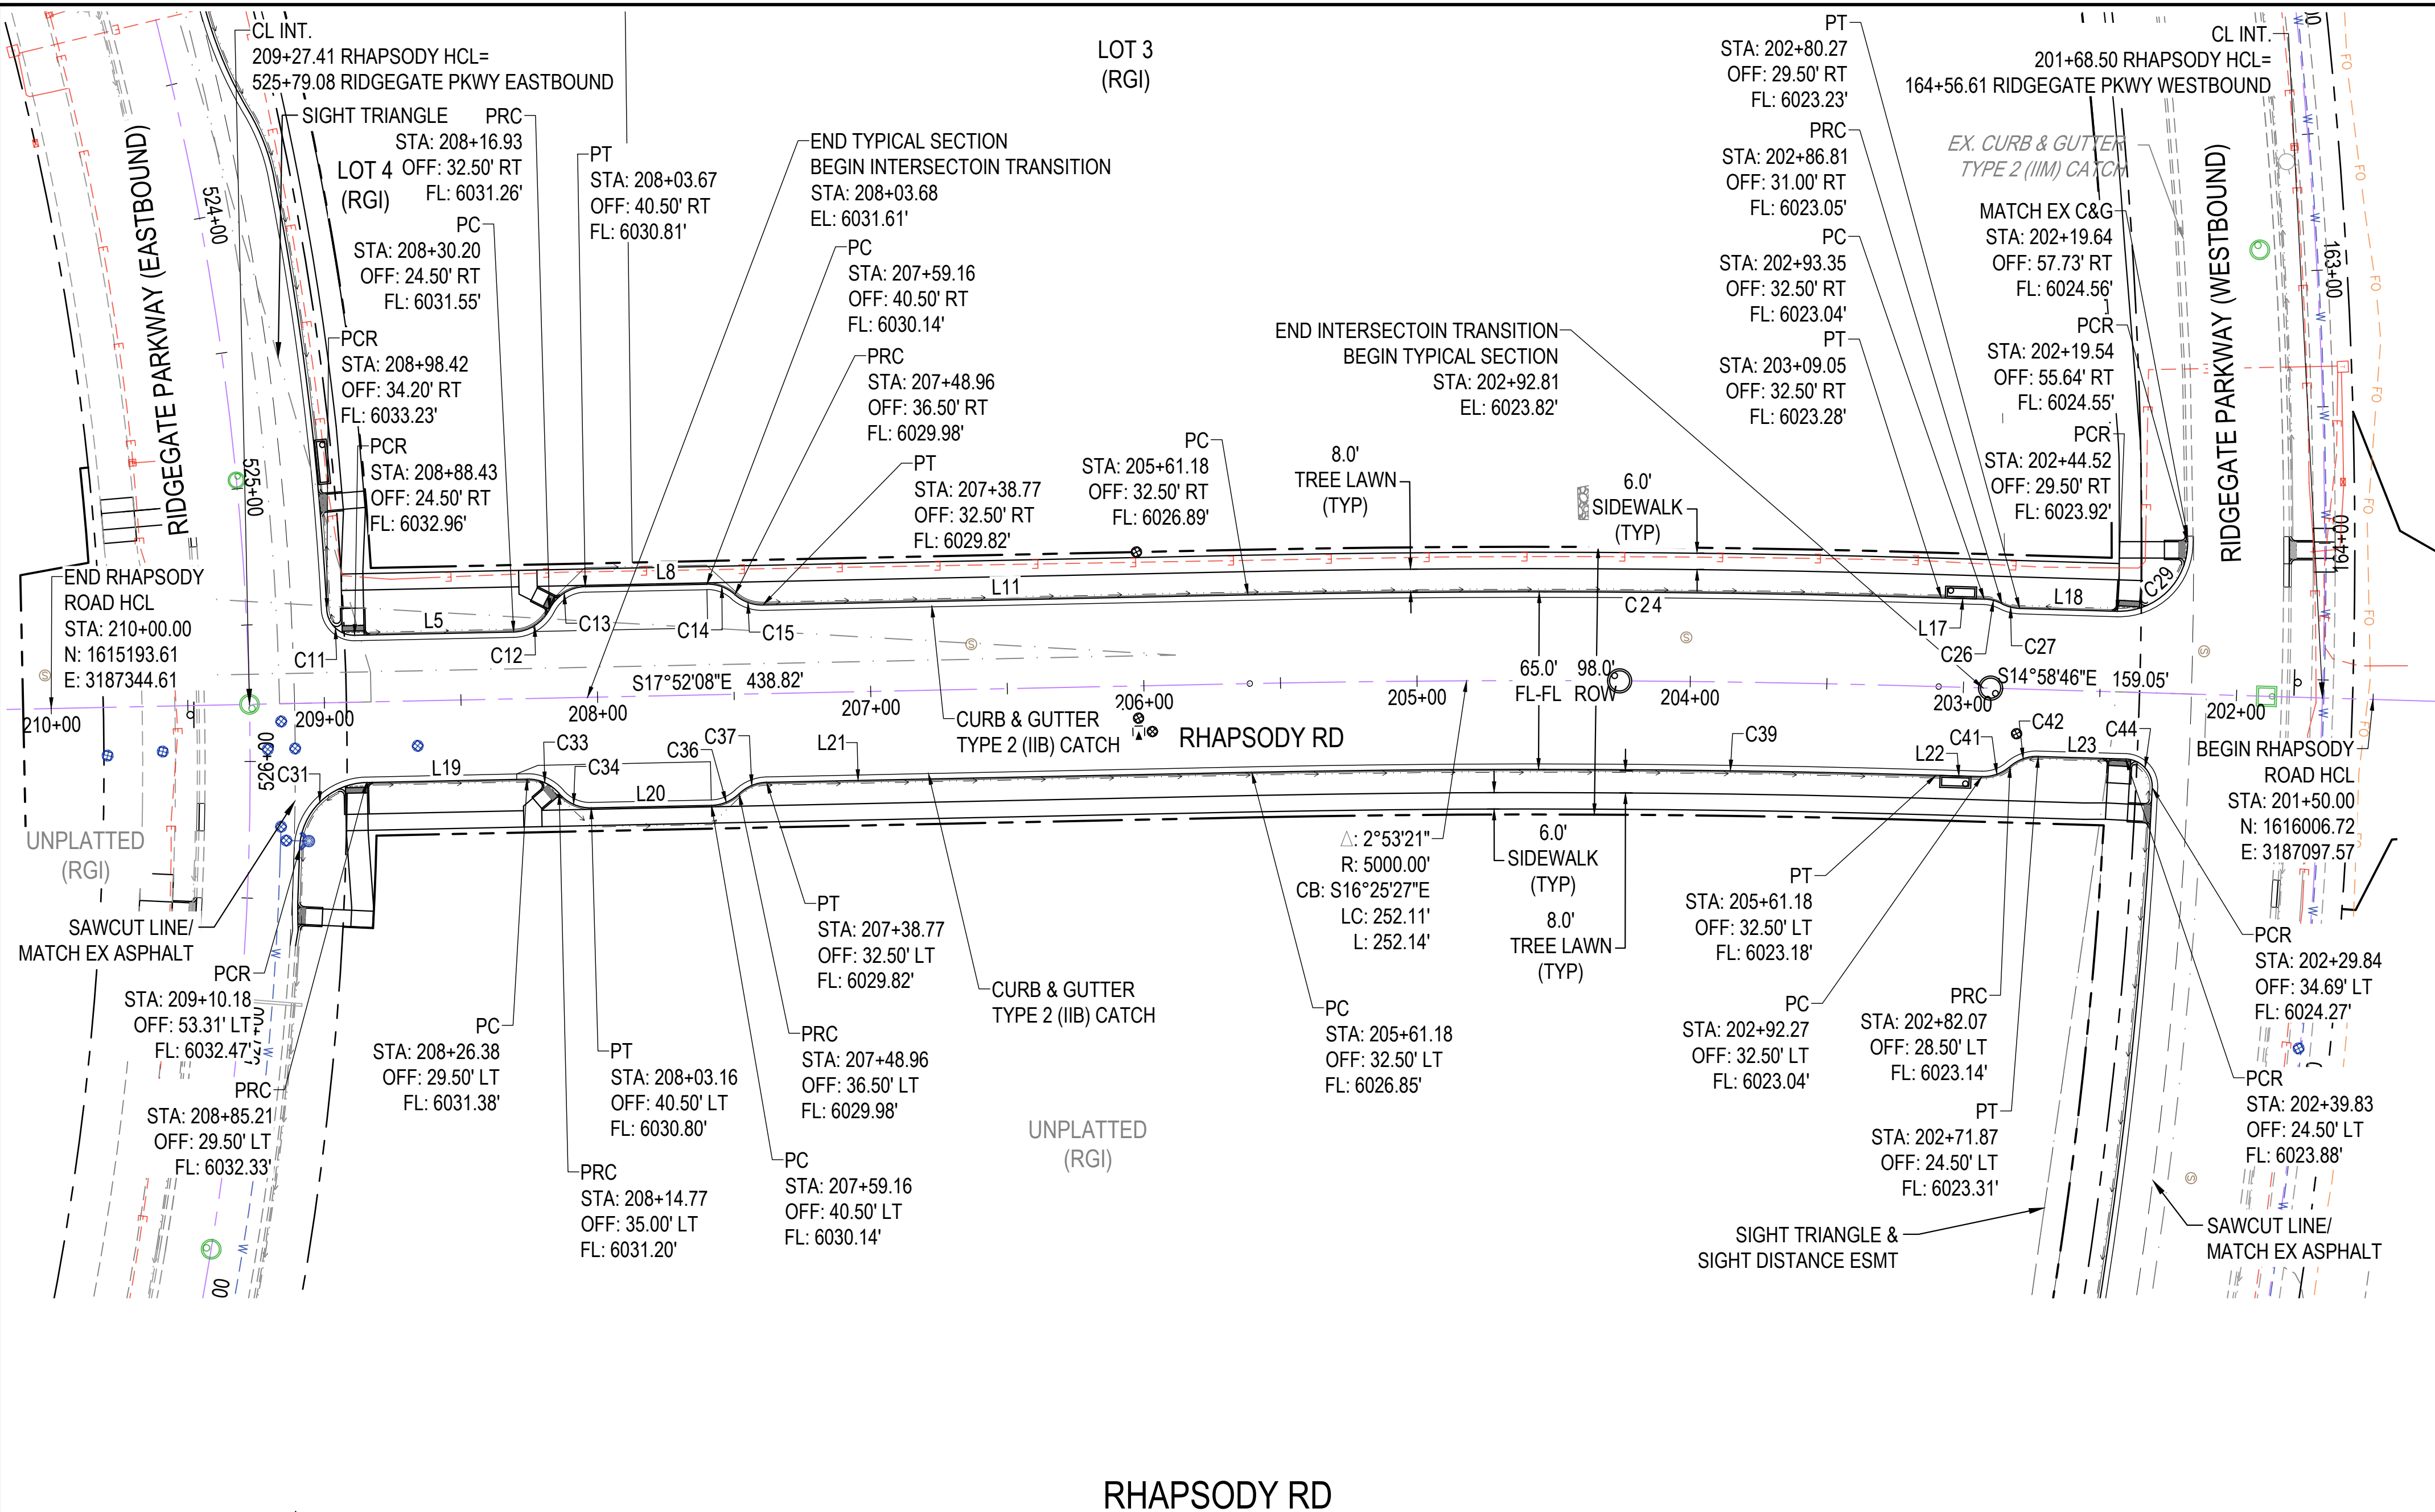 CL INT.
209+27.41 RHAPSODY HCL=
525+79.08 RIDGEGATE PKWY EASTBOUND
SIGHT TRIANGLE
PRC
STA: 208+16.93
OFF: 32.50' RT
FL: 6031.26'
LOT 4
(RGI)
PC
STA: 208+30.20
OFF: 24.50' RT
FL: 6031.55'
PCR
STA: 208+98.42
OFF: 34.20' RT
FL: 6033.23'
PCR
STA: 208+88.43
OFF: 24.50' RT
FL: 6032.96'
PT
STA: 208+03.67
OFF: 40.50' RT
FL: 6030.81'
END TYPICAL SECTION
BEGIN INTERSECTOIN TRANSITION
STA: 208+03.68
EL: 6031.61'
PC
STA: 207+59.16
OFF: 40.50' RT
FL: 6030.14'
PRC
STA: 207+48.96
OFF: 36.50' RT
FL: 6029.98'
PT
STA: 207+38.77
OFF: 32.50' RT
FL: 6029.82'
LOT 3
(RGI)
PC
STA: 205+61.18
OFF: 32.50' RT
FL: 6026.89'
8.0'
TREE LAWN
(TYP)
6.0'
SIDEWALK
(TYP)
END INTERSECTOIN TRANSITION
BEGIN TYPICAL SECTION
STA: 202+92.81
EL: 6023.82'
PT
STA: 202+80.27
OFF: 29.50' RT
FL: 6023.23'
PRC
STA: 202+86.81
OFF: 31.00' RT
FL: 6023.05'
PC
STA: 202+93.35
OFF: 32.50' RT
FL: 6023.04'
PT
STA: 203+09.05
OFF: 32.50' RT
FL: 6023.28'
CL INT.
201+68.50 RHAPSODY HCL=
164+56.61 RIDGEGATE PKWY WESTBOUND
EX. CURB & GUTTER
TYPE 2 (IIM) CATCH
MATCH EX C&G
STA: 202+19.64
OFF: 57.73' RT
FL: 6024.56'
PCR
STA: 202+19.54
OFF: 55.64' RT
FL: 6024.55'
PCR
STA: 202+44.52
OFF: 29.50' RT
FL: 6023.92'
RIDGEGATE PARKWAY (EASTBOUND)
RIDGEGATE PARKWAY (WESTBOUND)
524+00
525+00
526+00
163+00
164+00
END RHAPSODY
ROAD HCL
STA: 210+00.00
N: 1615193.61
E: 3187344.61
L5
L8
L11
C11
C12
C13
C14
C15
C24
L17
C26
C27
L18
C29
S17°52'08"E 438.82'
65.0'
FL-FL
98.0'
ROW
S14°58'46"E 159.05'
210+00
209+00
208+00
207+00
206+00
205+00
204+00
203+00
202+00
CURB & GUTTER
TYPE 2 (IIB) CATCH
RHAPSODY RD
C31
L19
C33
C34
L20
C36
C37
L21
C39
L22
C41
C42
L23
C44
BEGIN RHAPSODY
ROAD HCL
STA: 201+50.00
N: 1616006.72
E: 3187097.57
UNPLATTED
(RGI)
SAWCUT LINE/
MATCH EX ASPHALT
PCR
STA: 209+10.18
OFF: 53.31' LT
FL: 6032.47'
PRC
STA: 208+85.21
OFF: 29.50' LT
FL: 6032.33'
PC
STA: 208+26.38
OFF: 29.50' LT
FL: 6031.38'
PT
STA: 208+03.16
OFF: 40.50' LT
FL: 6030.80'
PRC
STA: 208+14.77
OFF: 35.00' LT
FL: 6031.20'
PC
STA: 207+59.16
OFF: 40.50' LT
FL: 6030.14'
PRC
STA: 207+48.96
OFF: 36.50' LT
FL: 6029.98'
PT
STA: 207+38.77
OFF: 32.50' LT
FL: 6029.82'
CURB & GUTTER
TYPE 2 (IIB) CATCH
UNPLATTED
(RGI)
△: 2°53'21"
R: 5000.00'
CB: S16°25'27"E
LC: 252.11'
L: 252.14'
6.0'
SIDEWALK
(TYP)
8.0'
TREE LAWN
(TYP)
PC
STA: 205+61.18
OFF: 32.50' LT
FL: 6026.85'
PT
STA: 205+61.18
OFF: 32.50' LT
FL: 6023.18'
PC
STA: 202+92.27
OFF: 32.50' LT
FL: 6023.04'
PRC
STA: 202+82.07
OFF: 28.50' LT
FL: 6023.14'
PT
STA: 202+71.87
OFF: 24.50' LT
FL: 6023.31'
PCR
STA: 202+29.84
OFF: 34.69' LT
FL: 6024.27'
PCR
STA: 202+39.83
OFF: 24.50' LT
FL: 6023.88'
SIGHT TRIANGLE &
SIGHT DISTANCE ESMT
SAWCUT LINE/
MATCH EX ASPHALT
RHAPSODY RD